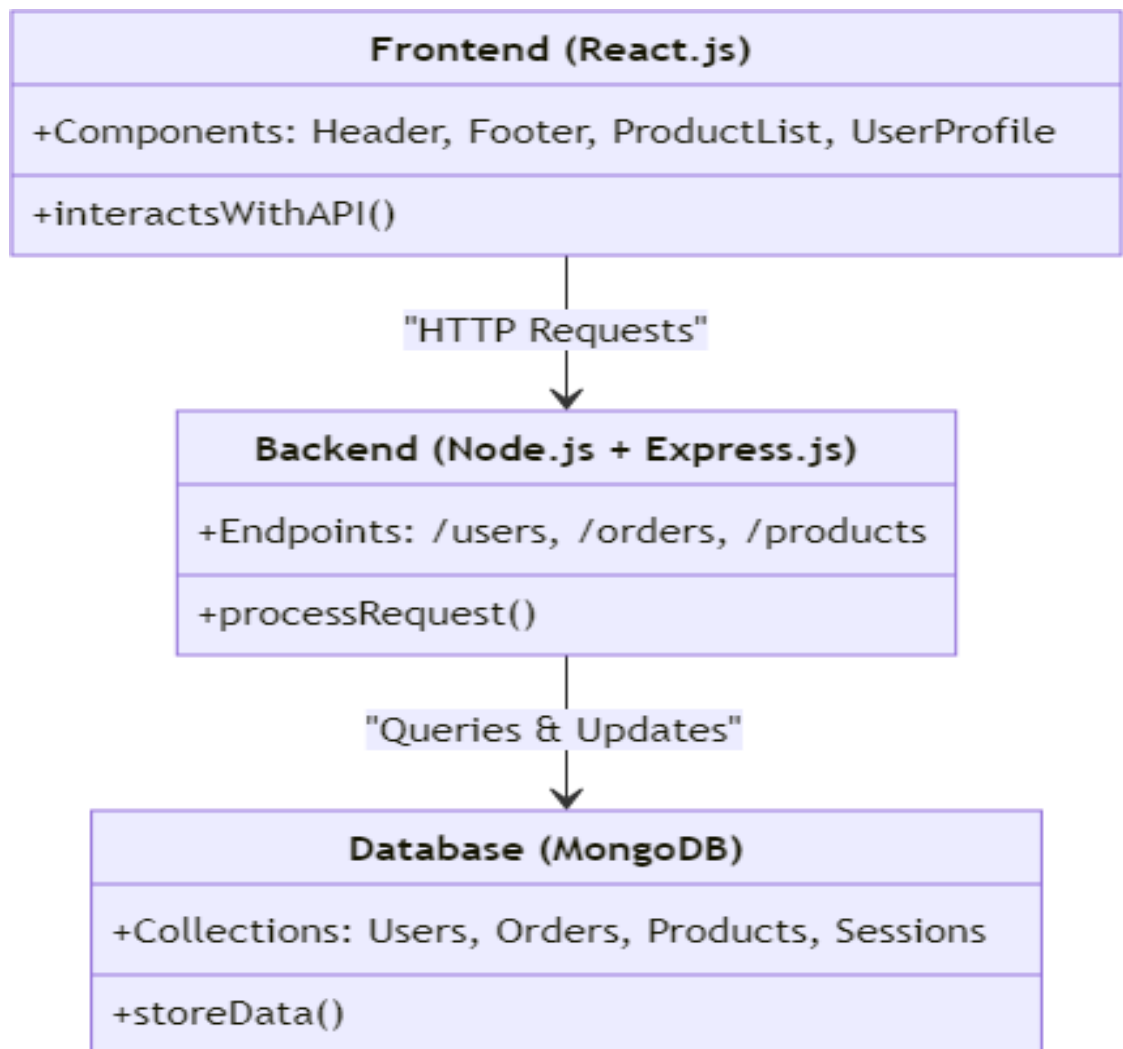 Frontend (React.js)
+Components: Header, Footer, ProductList, UserProfile
+interactsWithAPI()
"HTTP Requests"
Backend (Node.js + Express.js)
+Endpoints: /users, /orders, /products
+processRequest()
"Queries & Updates"
Database (MongoDB)
+Collections: Users, Orders, Products, Sessions
+storeData()